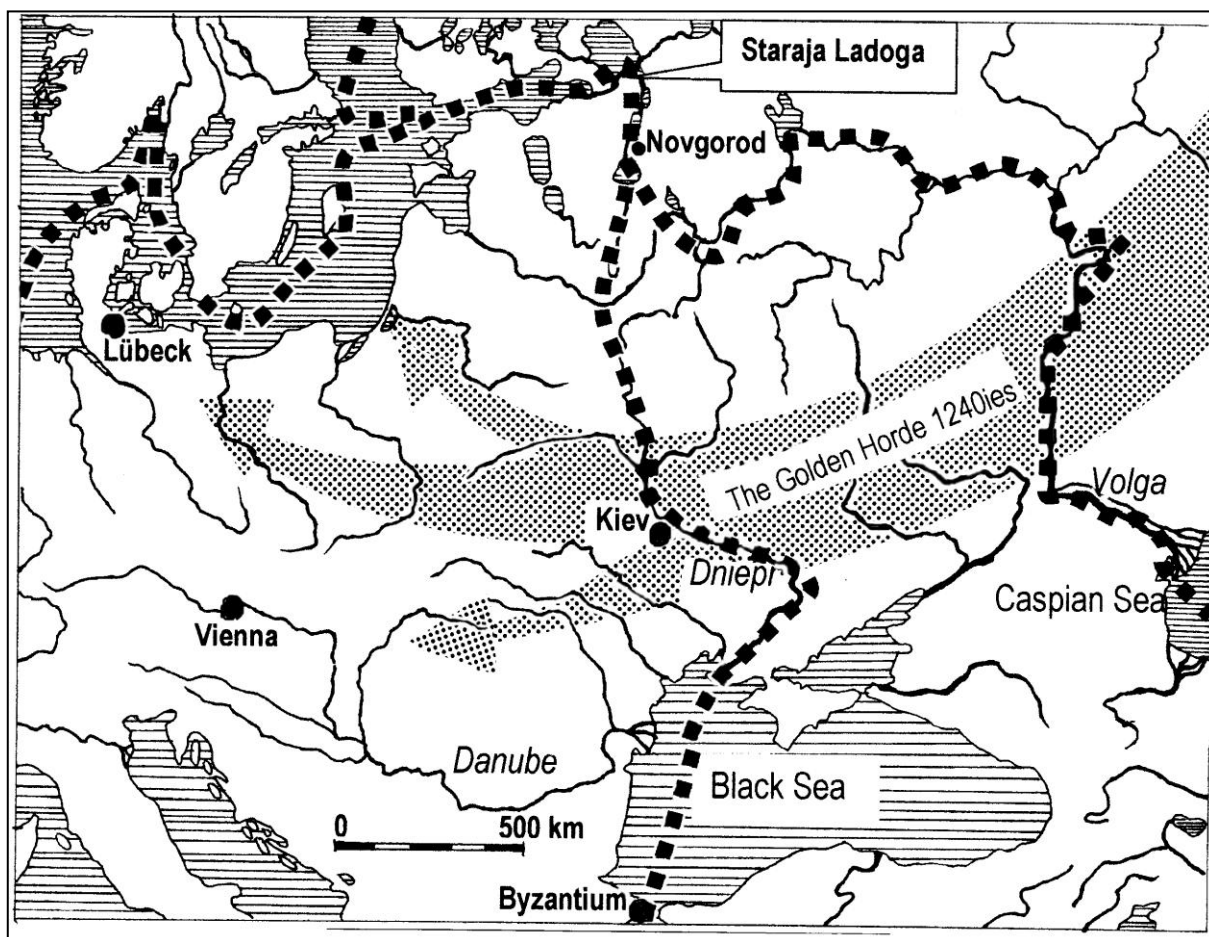 Staraja Ladoga
Novgorod
Lübeck
The Golden Horde 1240ies
Volga
Kiev
Dniepr
Caspian Sea
Vienna
Danube
Black Sea
0 500 km
Byzantium